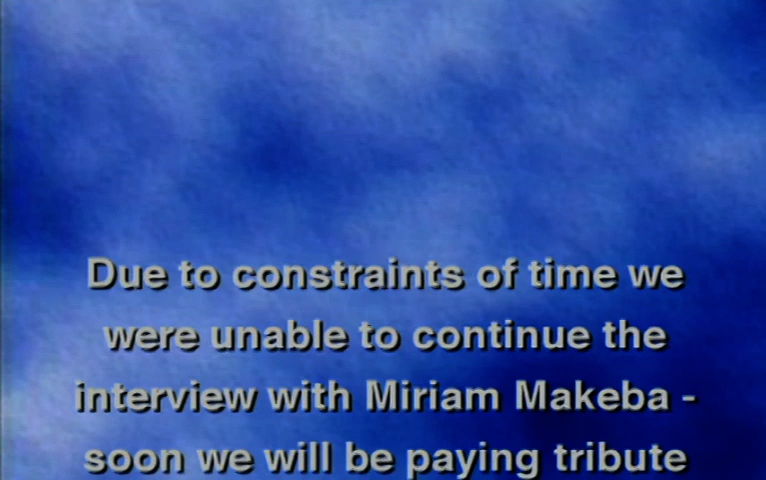 Due to constraints of time we
were unable to continue the
interview with Miriam Makeba -
soon we will be paying tribute